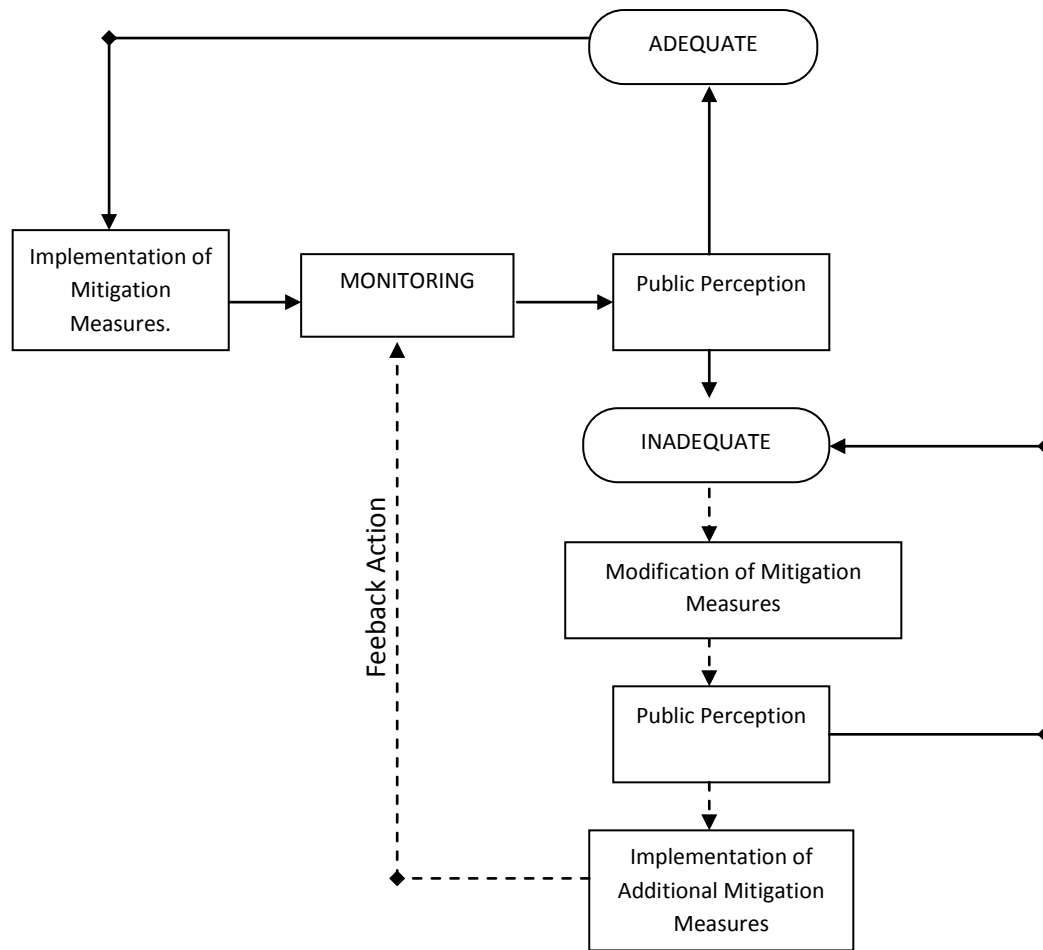 ADEQUATE
Implementation of
Mitigation
Measures.
MONITORING
Public Perception
INADEQUATE
Feeback Action
Modification of Mitigation
Measures
Public Perception
Implementation of
Additional Mitigation
Measures